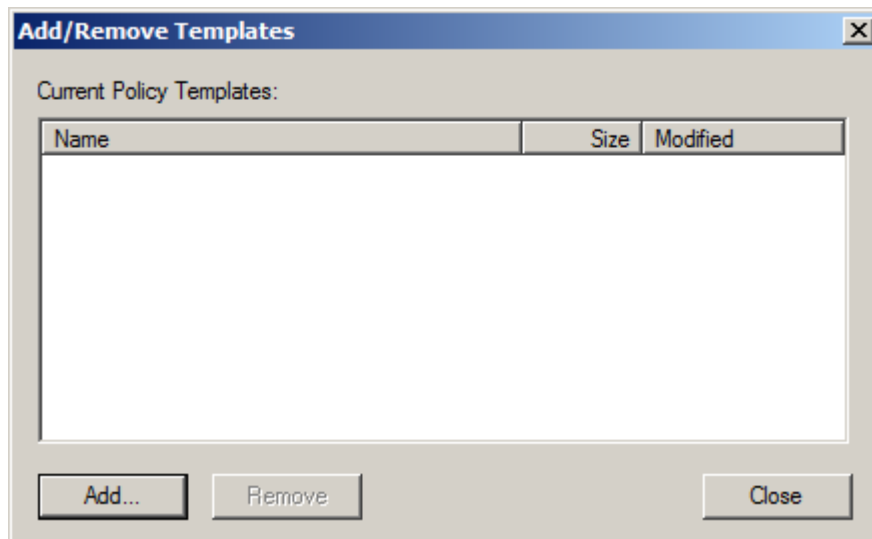 Add/Remove Templates
Current Policy Templates:
Name Size Modified
Add... Remove Close